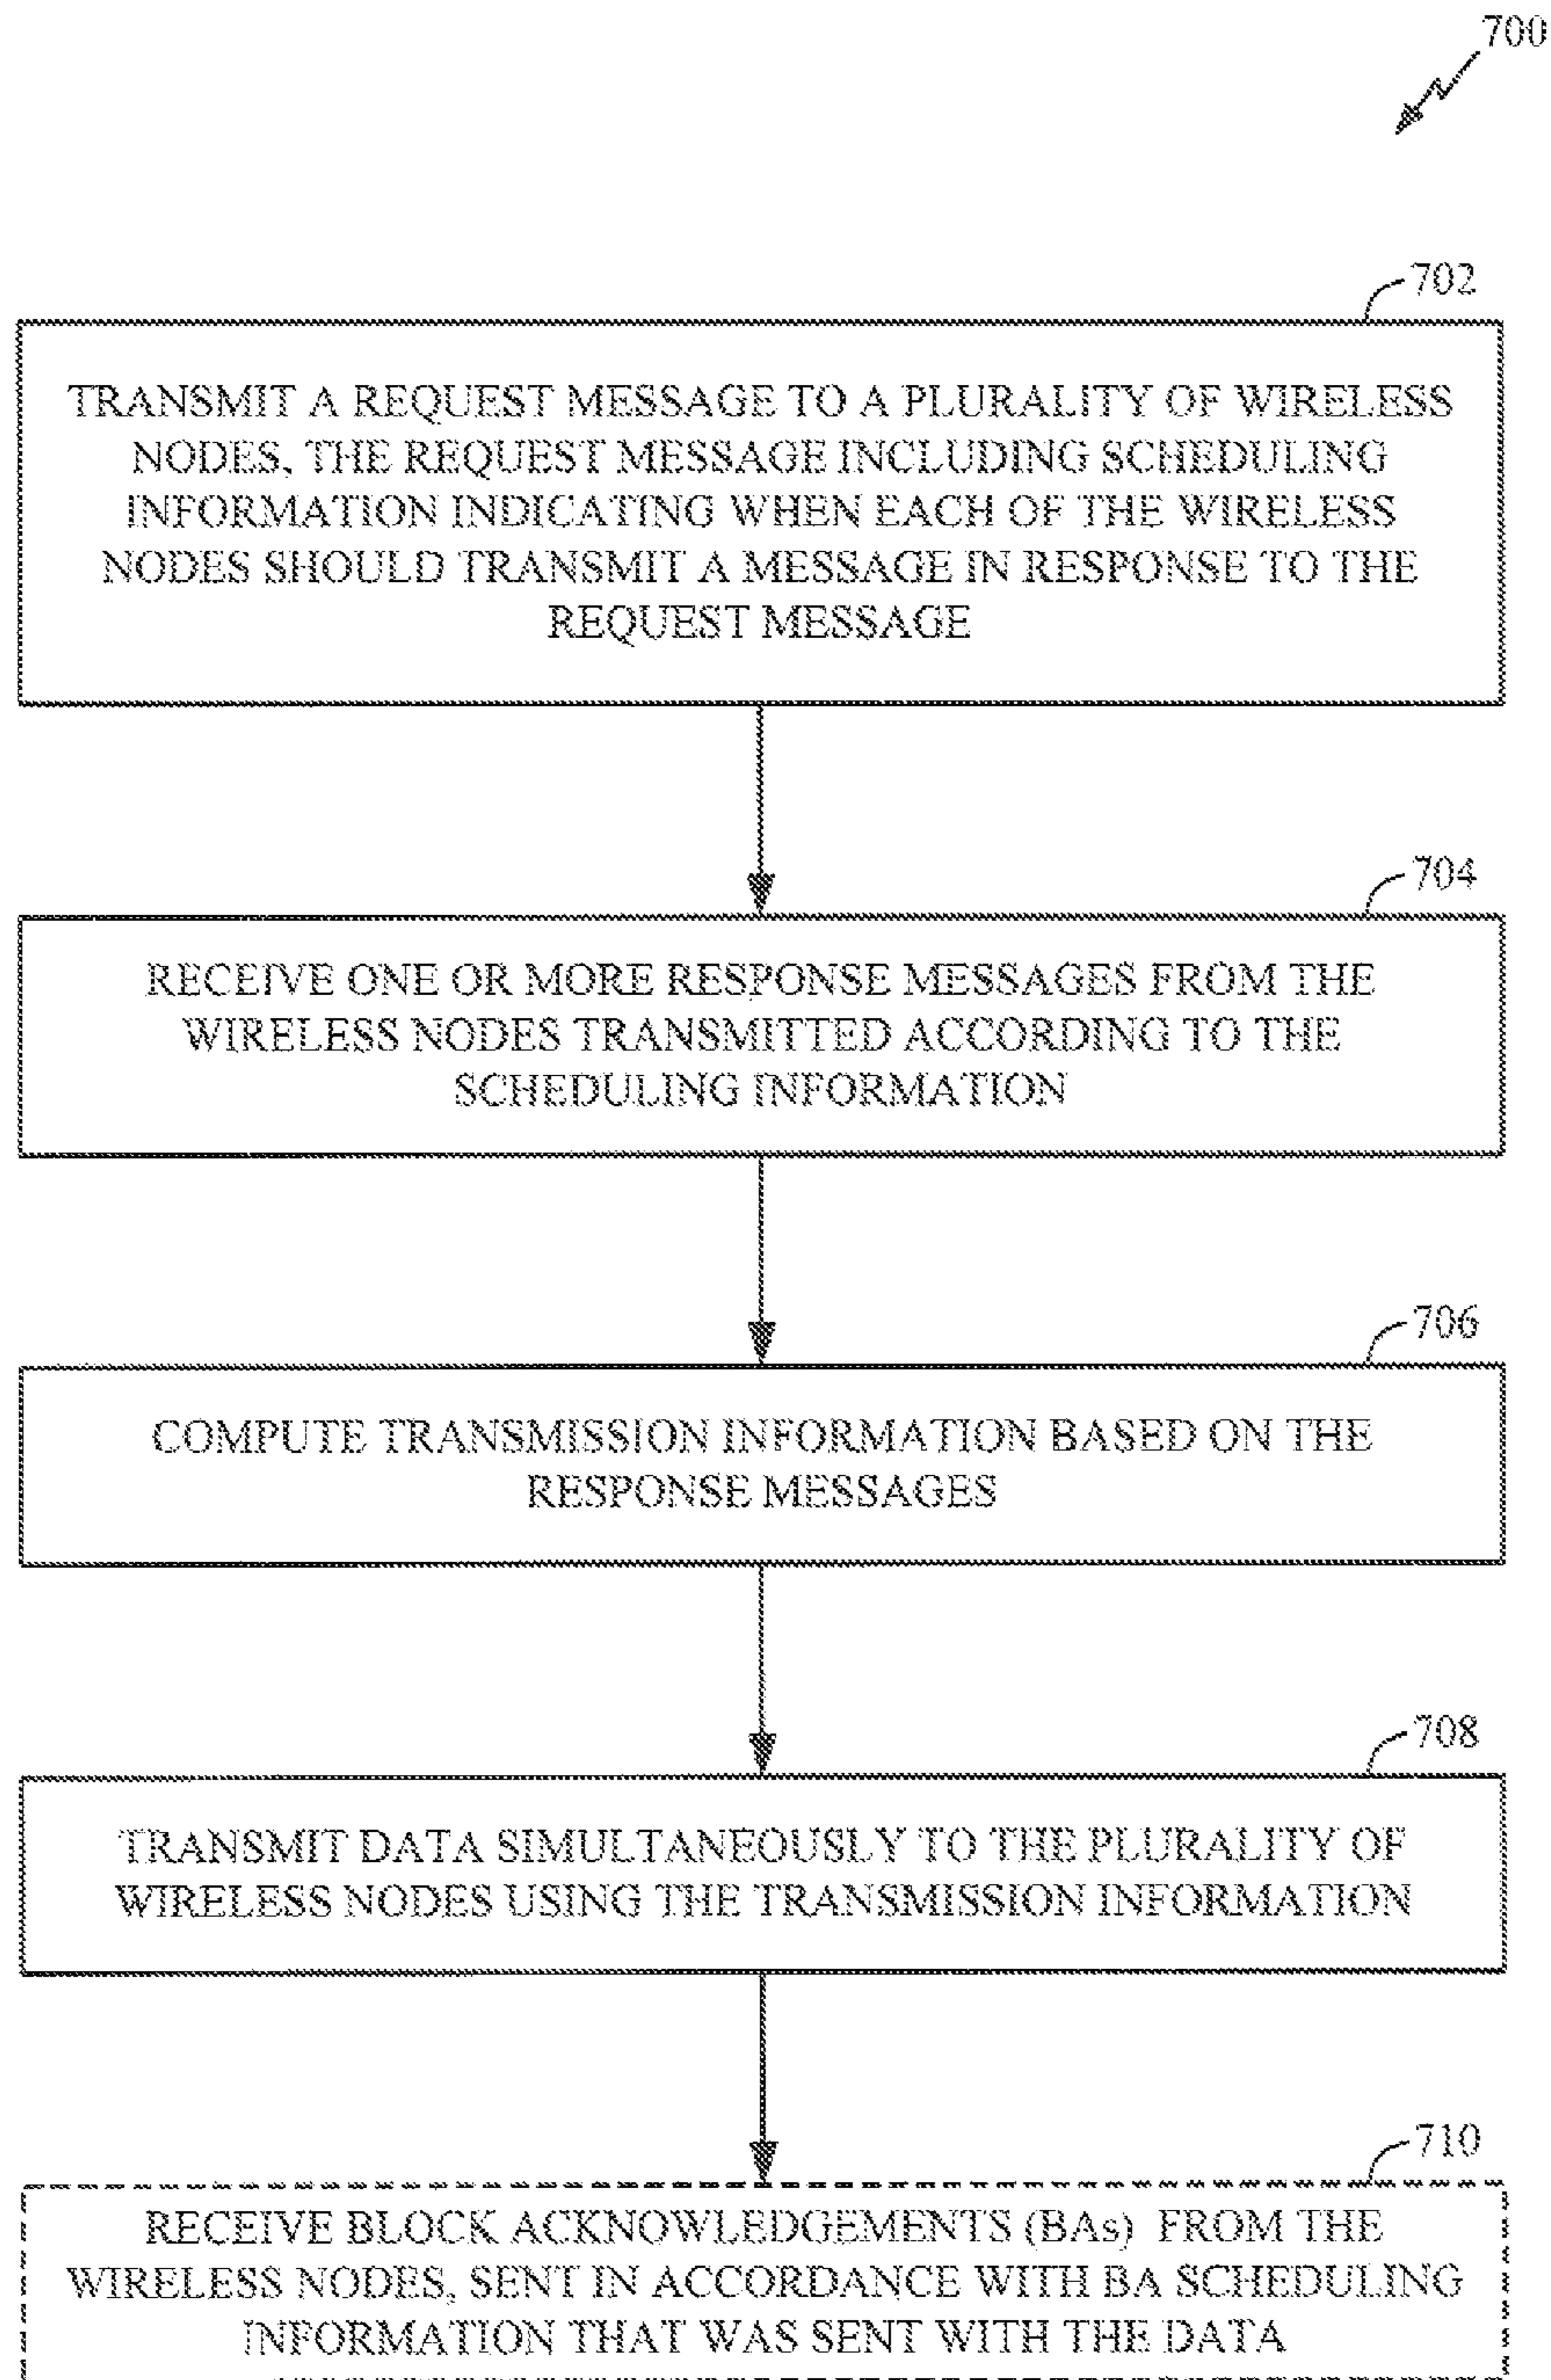 700
702
TRANSMIT A REQUEST MESSAGE TO A PLURALITY OF WIRELESS
NODES, THE REQUEST MESSAGE INCLUDING SCHEDULING
INFORMATION INDICATING WHEN EACH OF THE WIRELESS
NODES SHOULD TRANSMIT A MESSAGE IN RESPONSE TO THE
REQUEST MESSAGE
704
RECEIVE ONE OR MORE RESPONSE MESSAGES FROM THE
WIRELESS NODES TRANSMITTED ACCORDING TO THE
SCHEDULING INFORMATION
706
COMPUTE TRANSMISSION INFORMATION BASED ON THE
RESPONSE MESSAGES
708
TRANSMIT DATA SIMULTANEOUSLY TO THE PLURALITY OF
WIRELESS NODES USING THE TRANSMISSION INFORMATION
710
RECEIVE BLOCK ACKNOWLEDGEMENTS (BAs) FROM THE
WIRELESS NODES, SENT IN ACCORDANCE WITH BA SCHEDULING
INFORMATION THAT WAS SENT WITH THE DATA